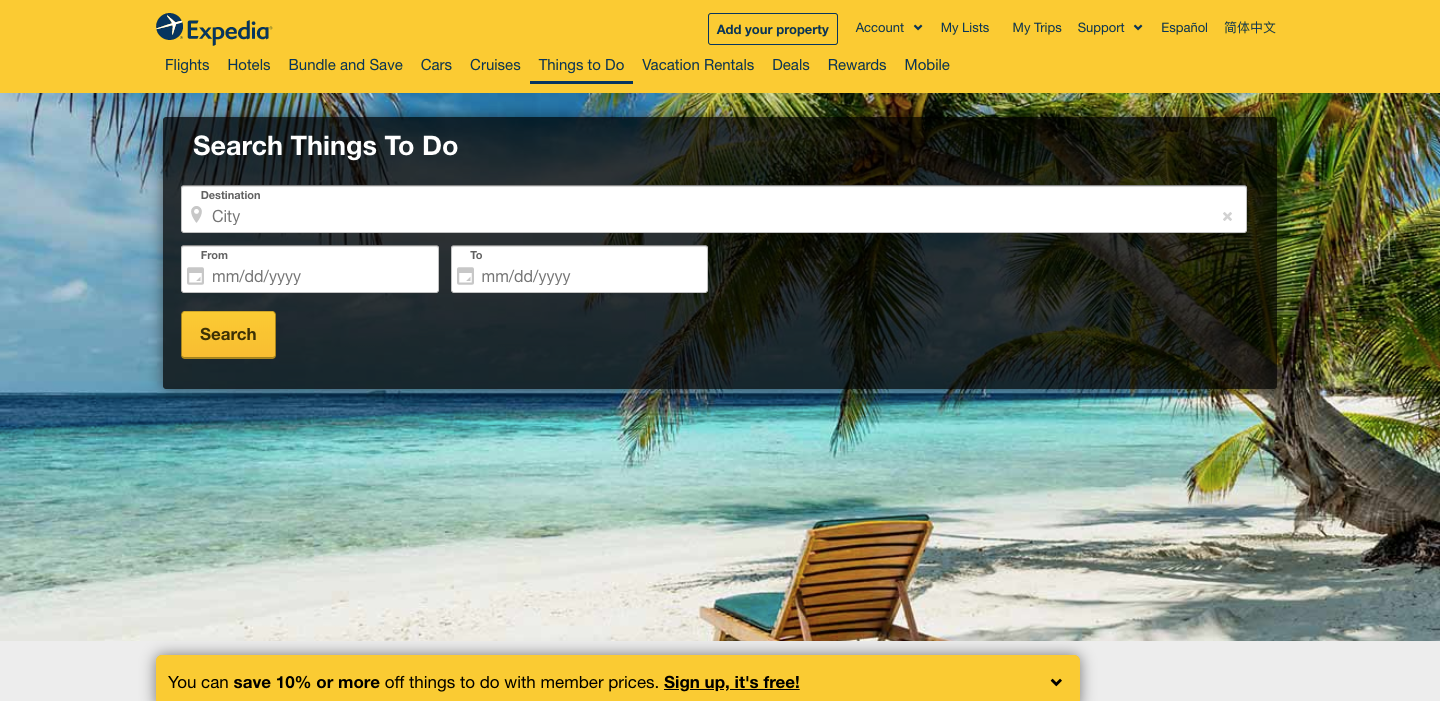 Expedia
Add your property
Account
My Lists
My Trips
Support
Español
简体中文
Flights
Hotels
Bundle and Save
Cars
Cruises
Things to Do
Vacation Rentals
Deals
Rewards
Mobile
Search Things To Do
Destination
City
From
mm/dd/yyyy
To
mm/dd/yyyy
Search
You can save 10% or more off things to do with member prices. Sign up, it's free!